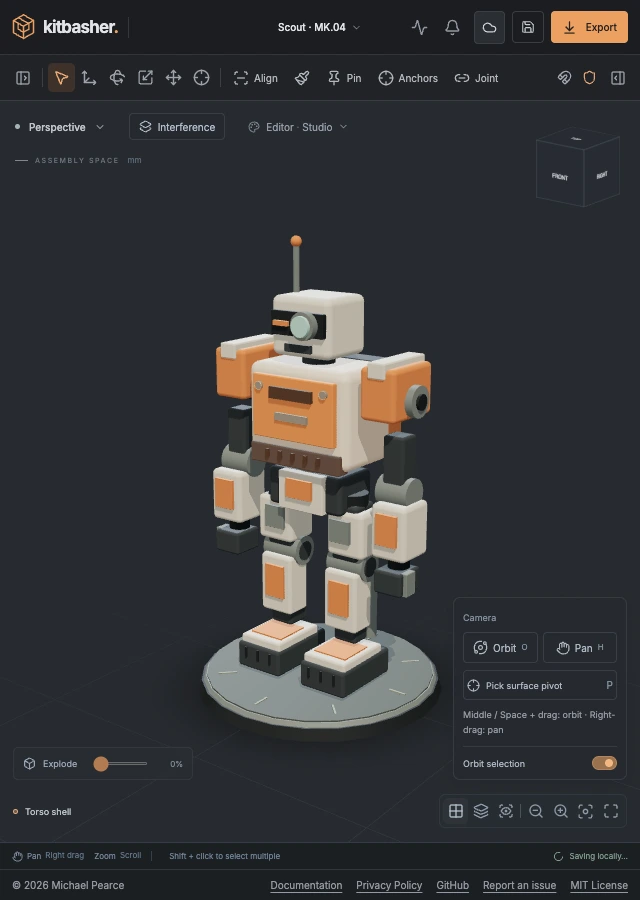 kitbasher.
Scout · MK.04
Export
Align
Pin
Anchors
Joint
Perspective
Interference
Editor · Studio
ASSEMBLY SPACE mm
FRONT
RIGHT
Camera
Orbit O
Pan H
Pick surface pivot P
Middle / Space + drag: orbit · Right-
drag: pan
Orbit selection
Explode 0%
Torso shell
Pan Right drag Zoom Scroll Shift + click to select multiple Saving locally...
© 2026 Michael Pearce Documentation Privacy Policy GitHub Report an issue MIT License